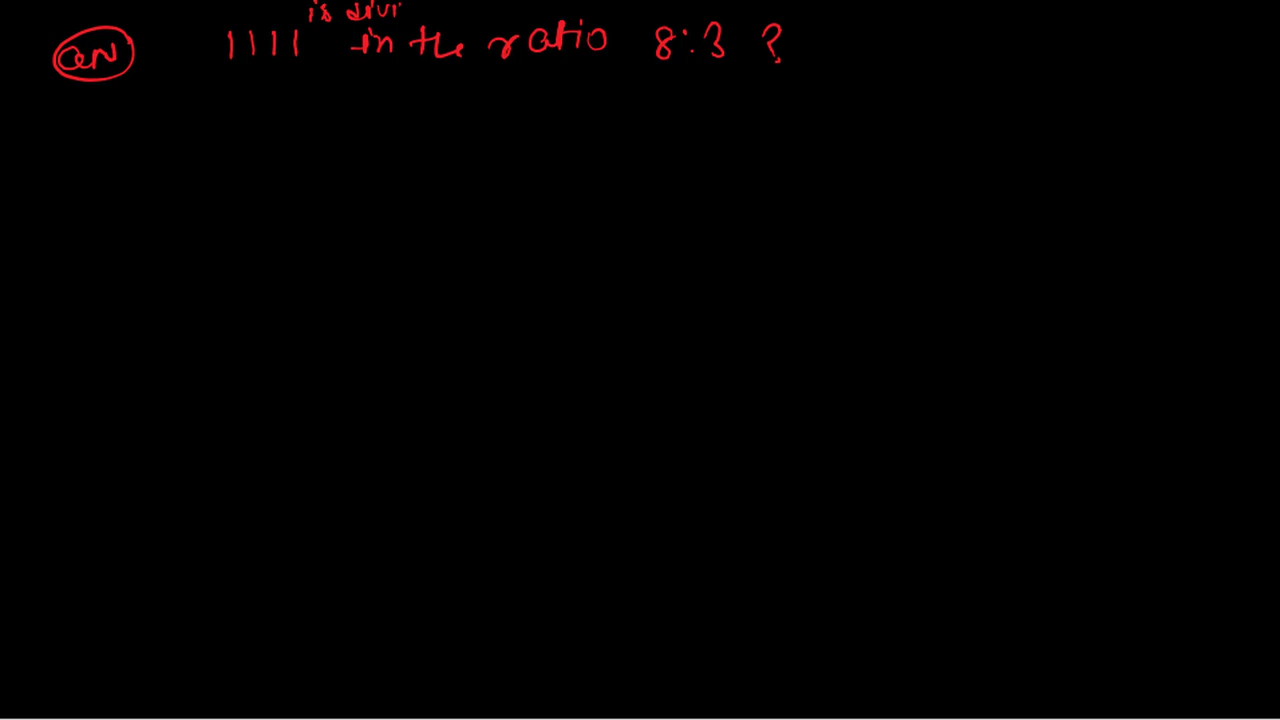 is divi
QN 1111 in the ratio 8:3 ?